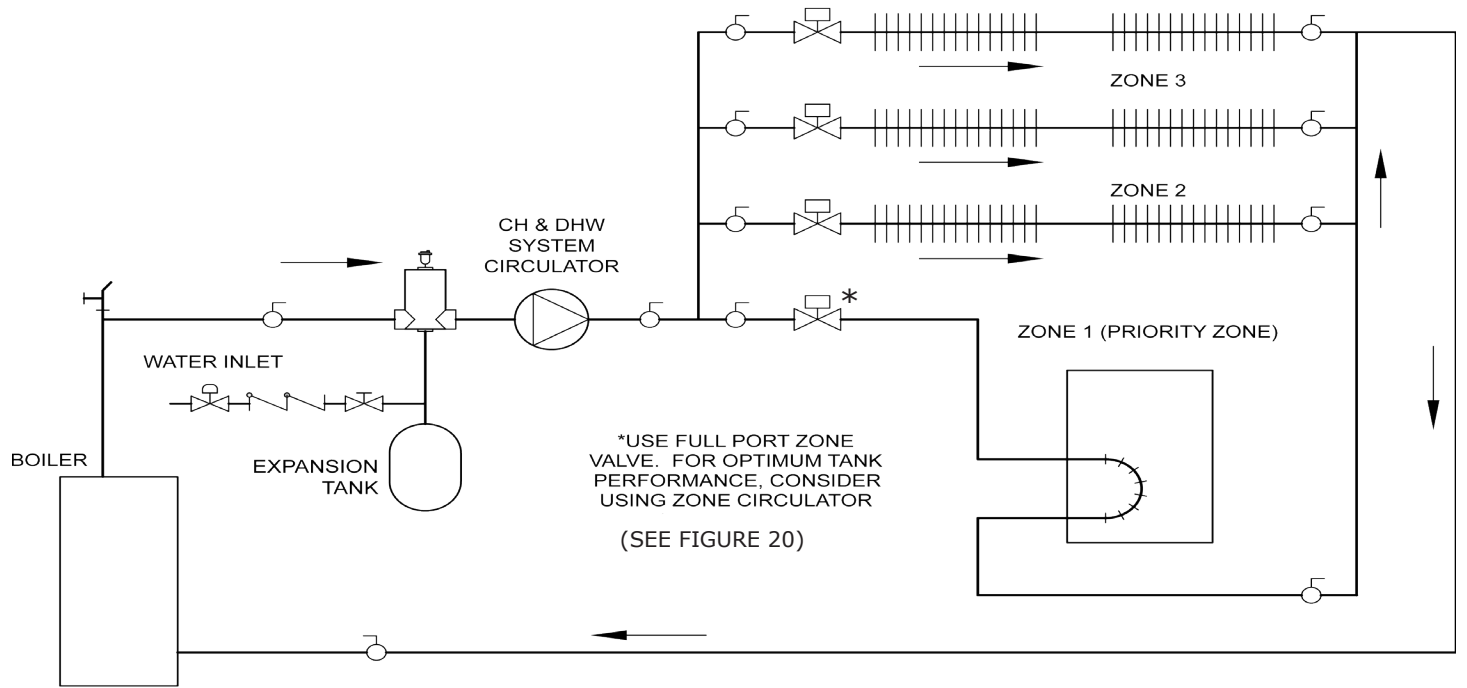 ZONE 3
ZONE 2
CH & DHW
SYSTEM
CIRCULATOR
*
ZONE 1 (PRIORITY ZONE)
WATER INLET
BOILER
EXPANSION
TANK
*USE FULL PORT ZONE
VALVE. FOR OPTIMUM TANK
PERFORMANCE, CONSIDER
USING ZONE CIRCULATOR
(SEE FIGURE 20)